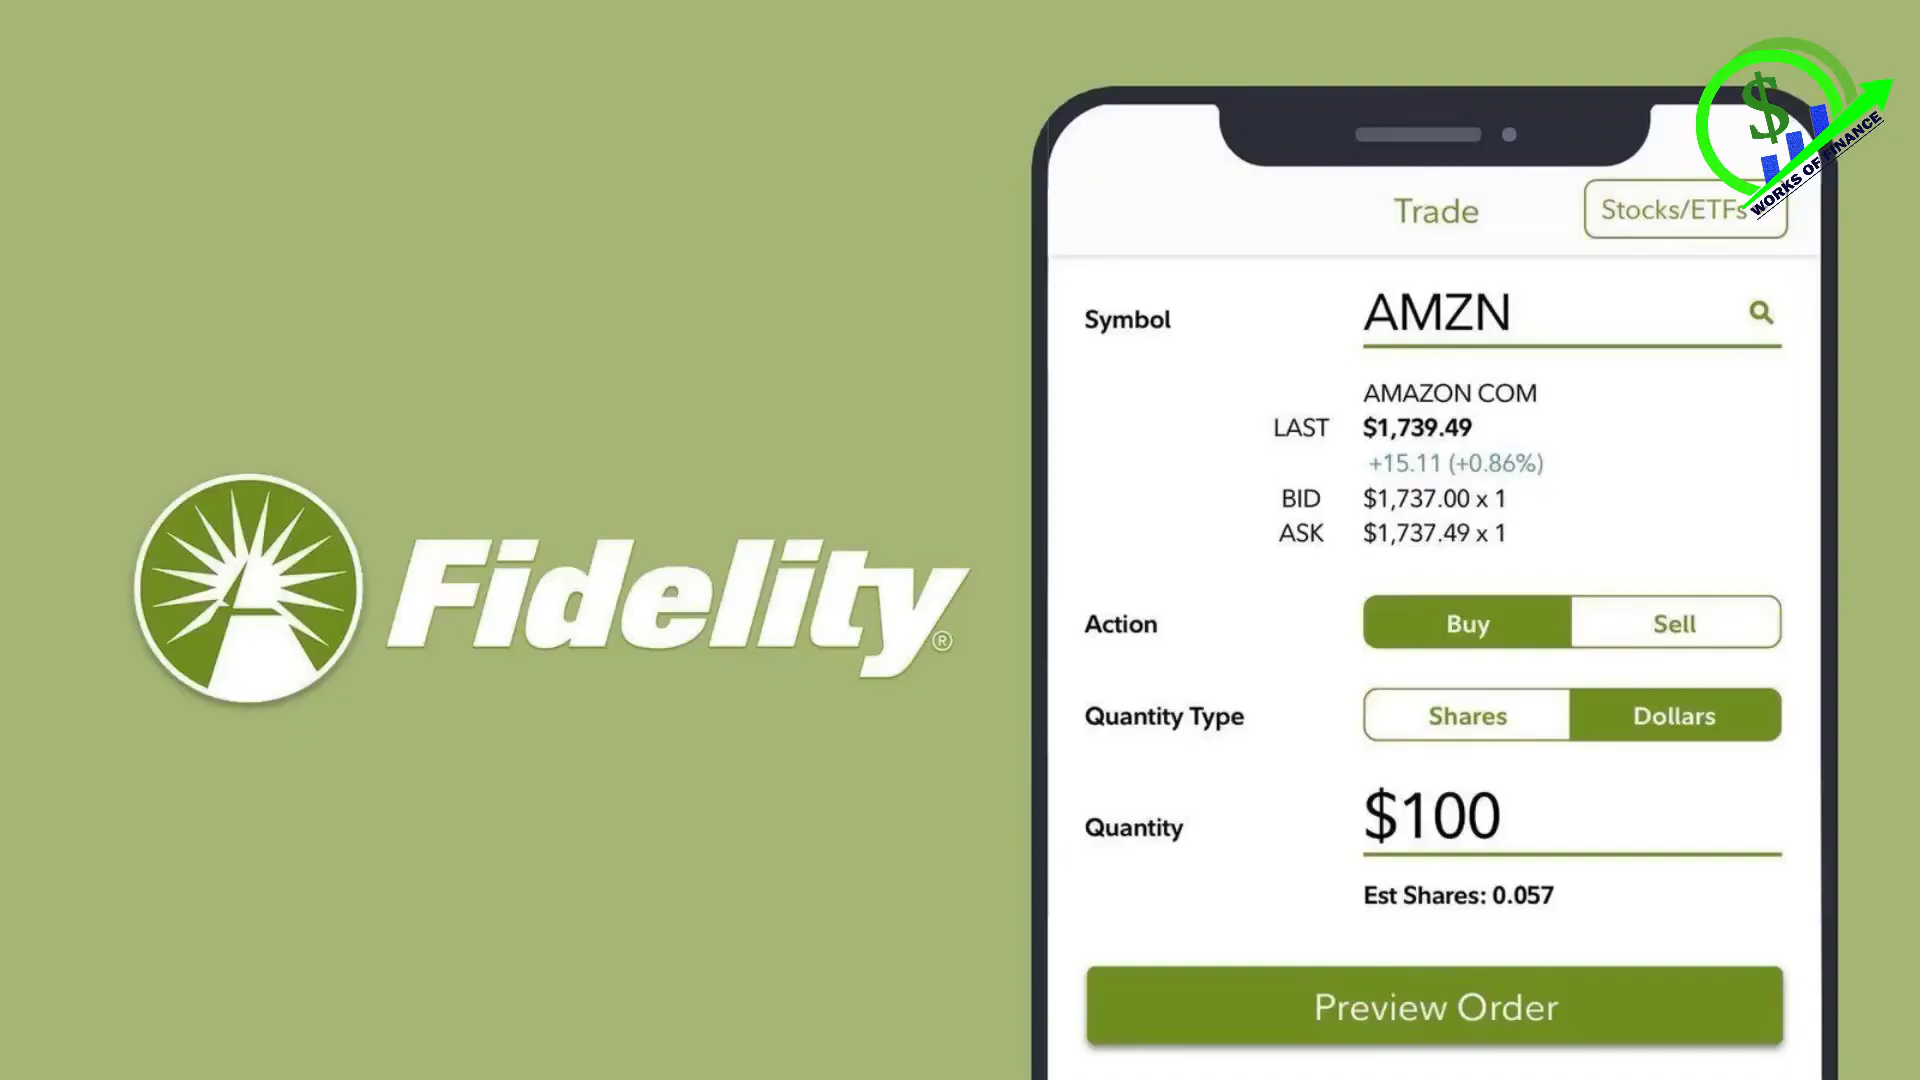 $
WORKS OF FINANCE
Trade
Stocks/ETFs
Symbol
AMZN
AMAZON COM
LAST $1,739.49
+15.11 (+0.86%)
BID $1,737.00 x 1
ASK $1,737.49 x 1
Fidelity®
Action
Buy Sell
Quantity Type
Shares Dollars
Quantity
$100
Est Shares: 0.057
Preview Order